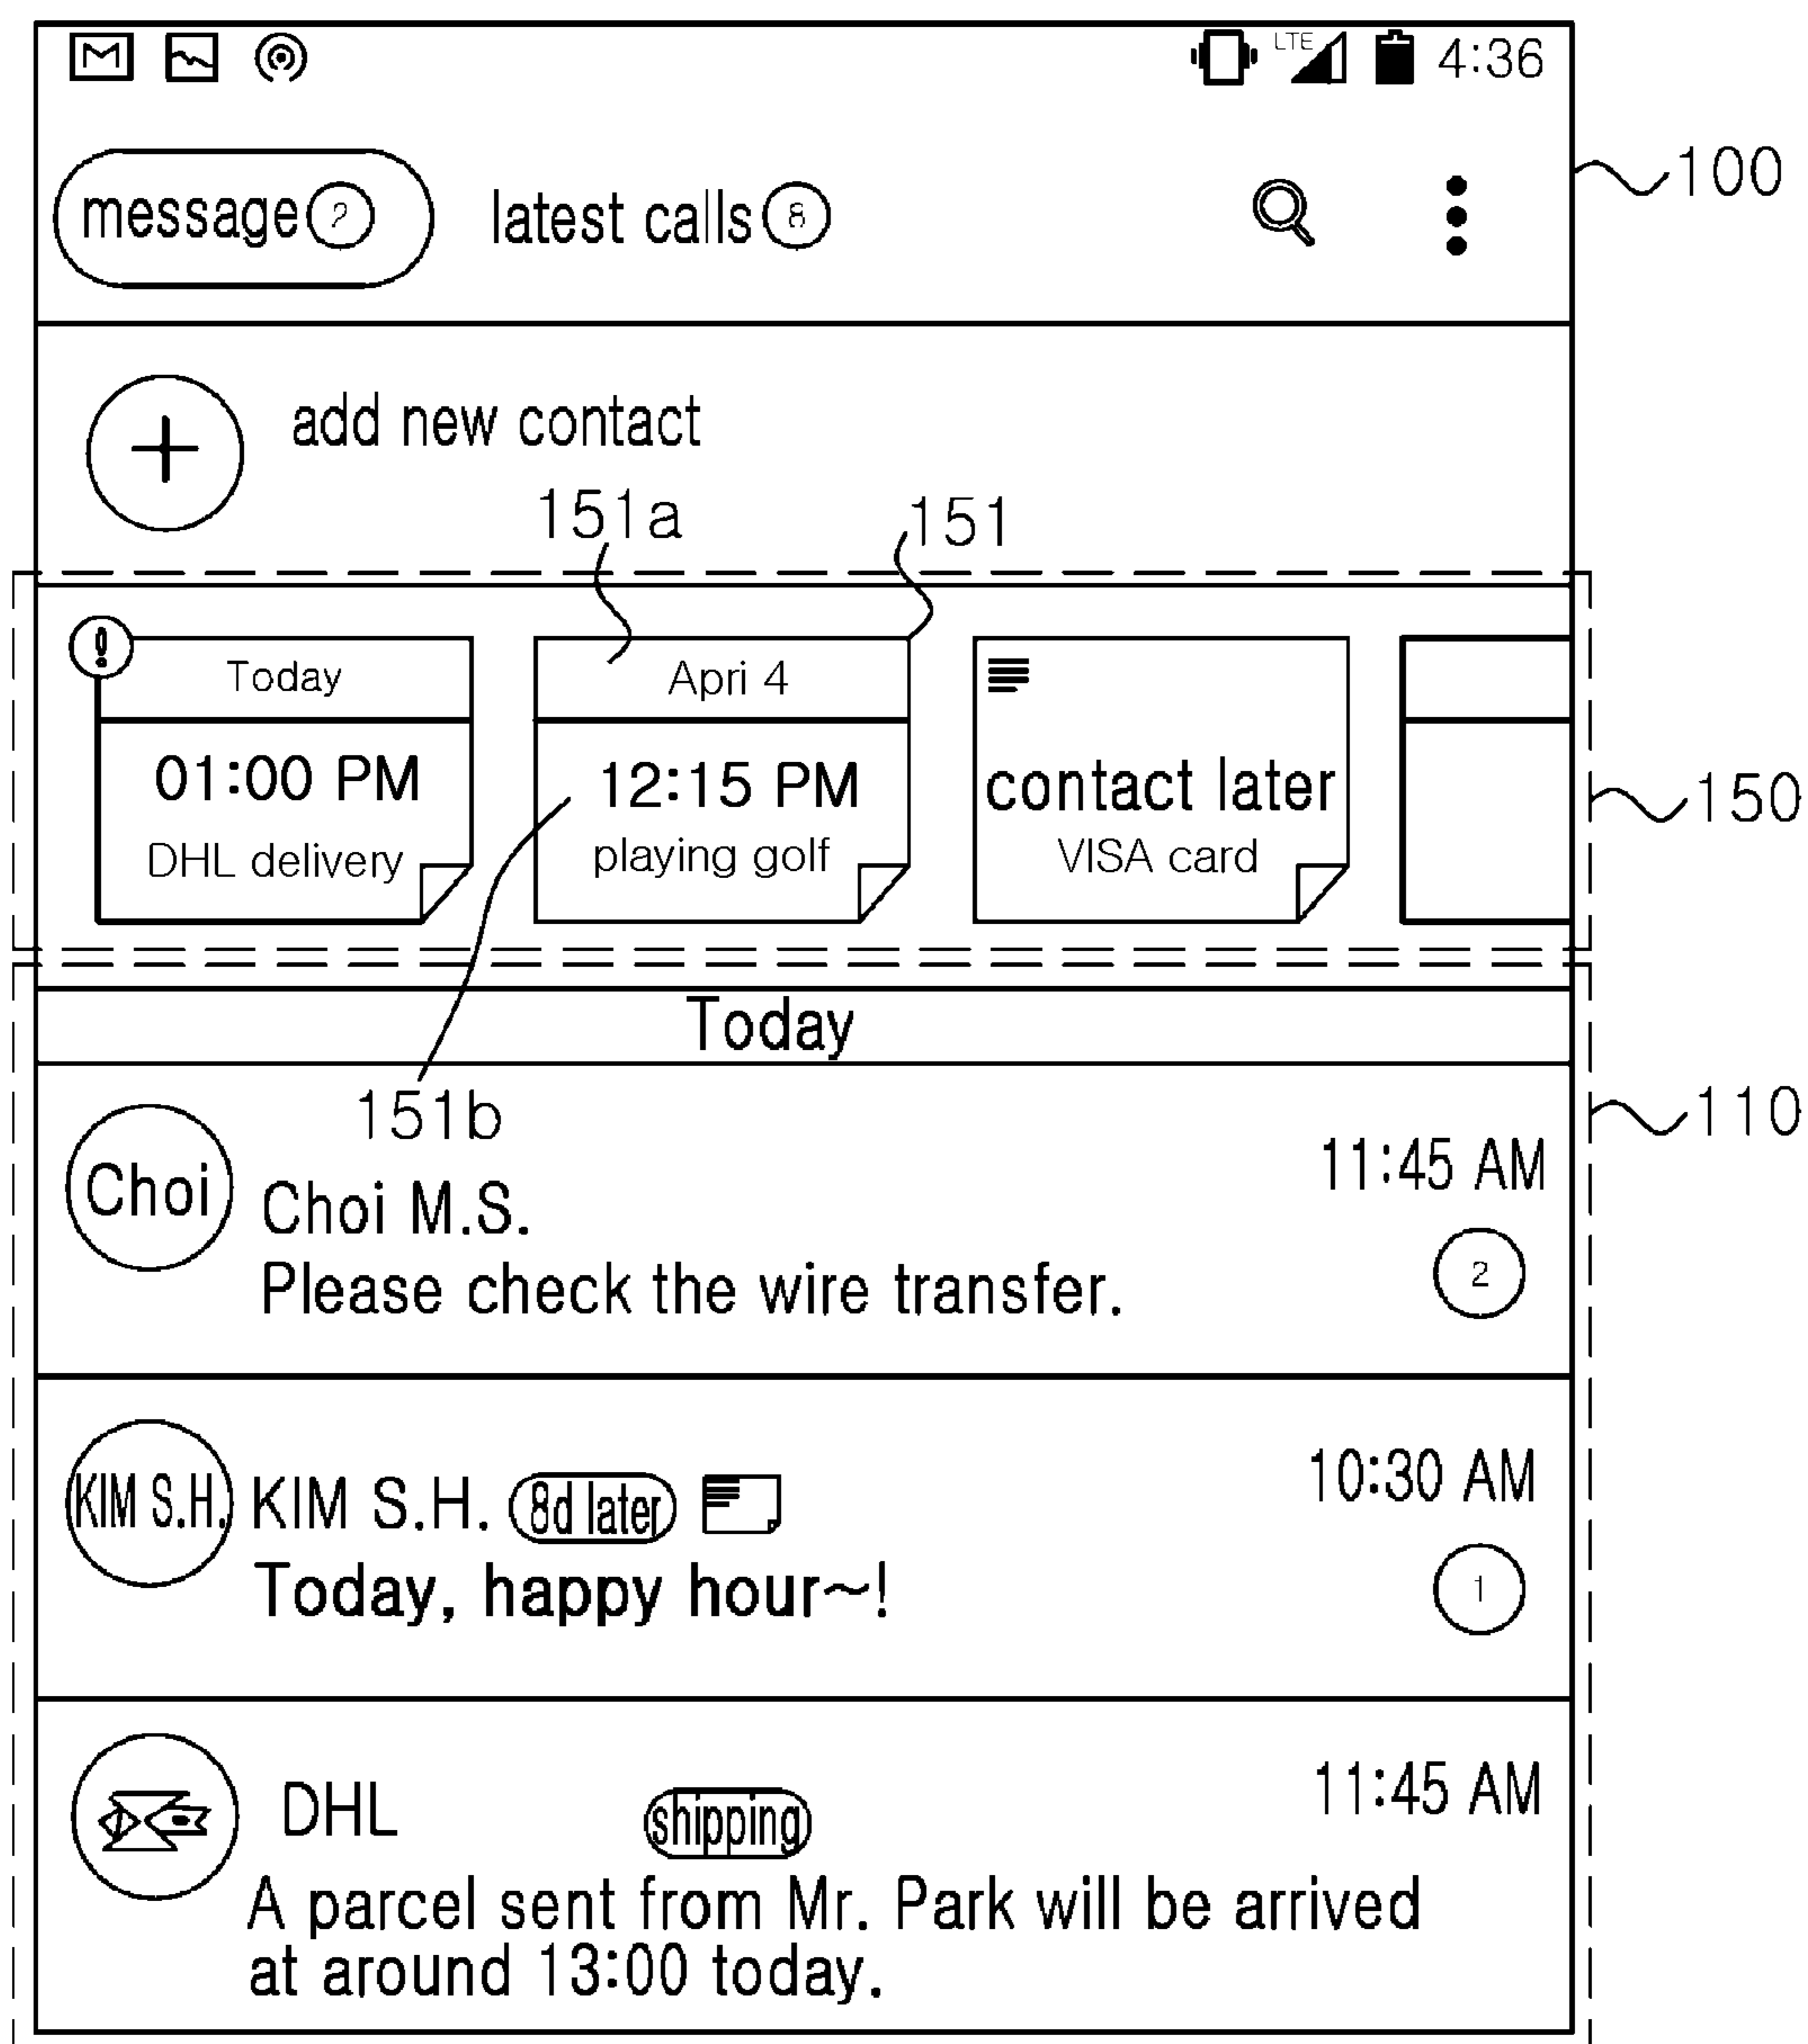 LTE 4:36
100
message 2 latest calls 8
add new contact
151a 151
Today
01:00 PM
DHL delivery
Apri 4
12:15 PM
playing golf
contact later
VISA card
150
Today
151b
110
Choi
Choi M.S.
11:45 AM
Please check the wire transfer.
2
KIM S.H.
KIM S.H. 8d later
10:30 AM
Today, happy hour~!
1
DHL shipping
11:45 AM
A parcel sent from Mr. Park will be arrived
at around 13:00 today.